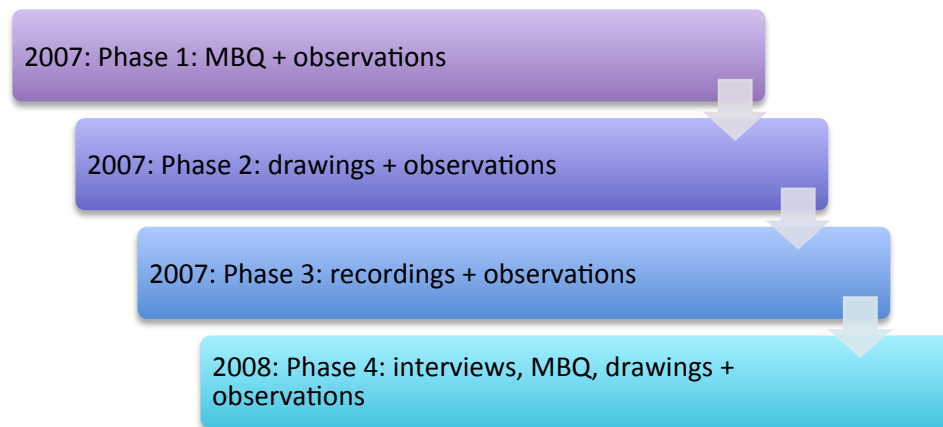 2007: Phase 1: MBQ + observations
2007: Phase 2: drawings + observations
2007: Phase 3: recordings + observations
2008: Phase 4: interviews, MBQ, drawings +
observations